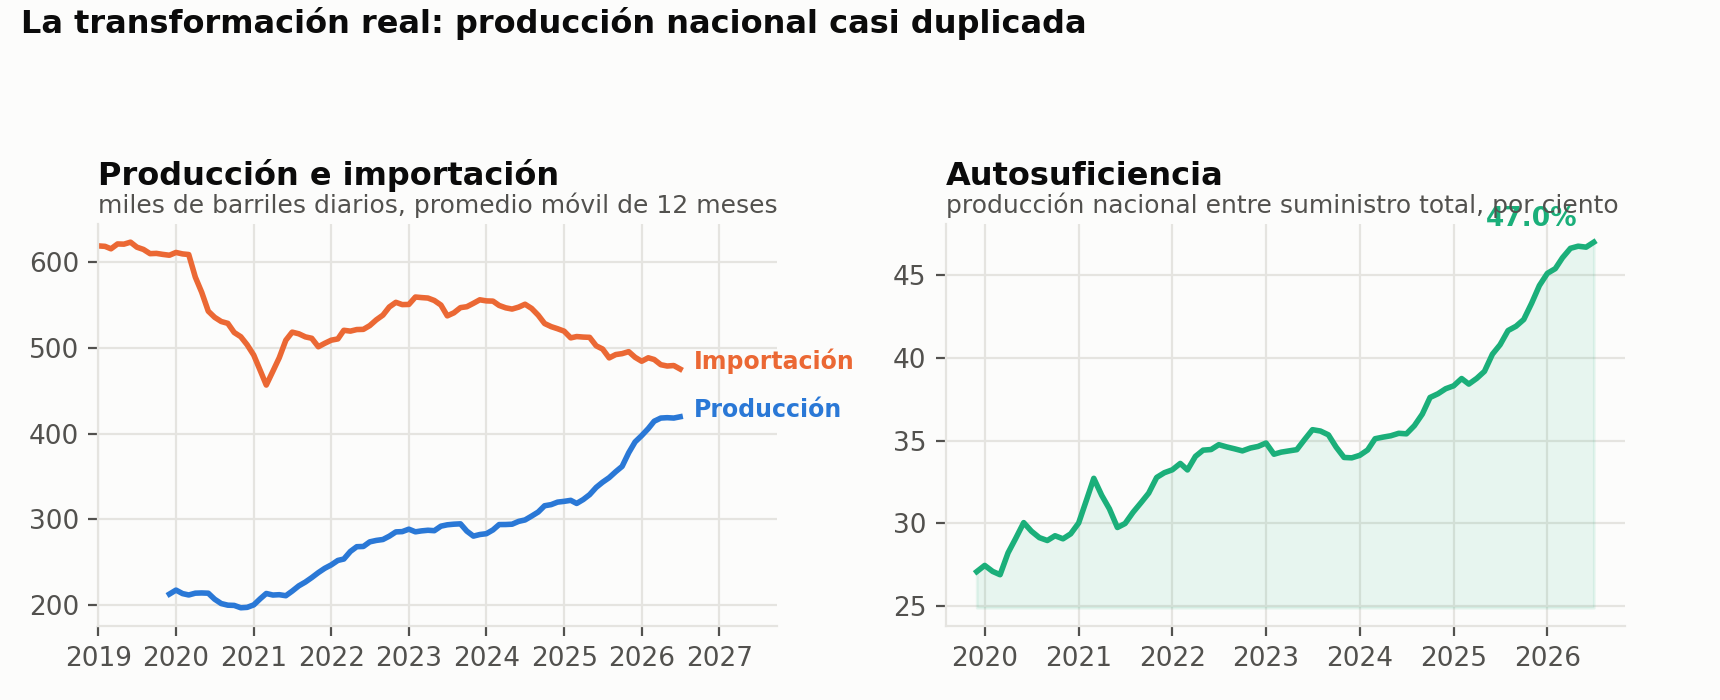 La transformación real: producción nacional casi duplicada
Producción e importación
miles de barriles diarios, promedio móvil de 12 meses
600
500
400
300
200
Importación
Producción
2019 2020 2021 2022 2023 2024 2025 2026 2027
Autosuficiencia
producción nacional entre suministro total, por ciento
47.0%
45
40
35
30
25
2020 2021 2022 2023 2024 2025 2026